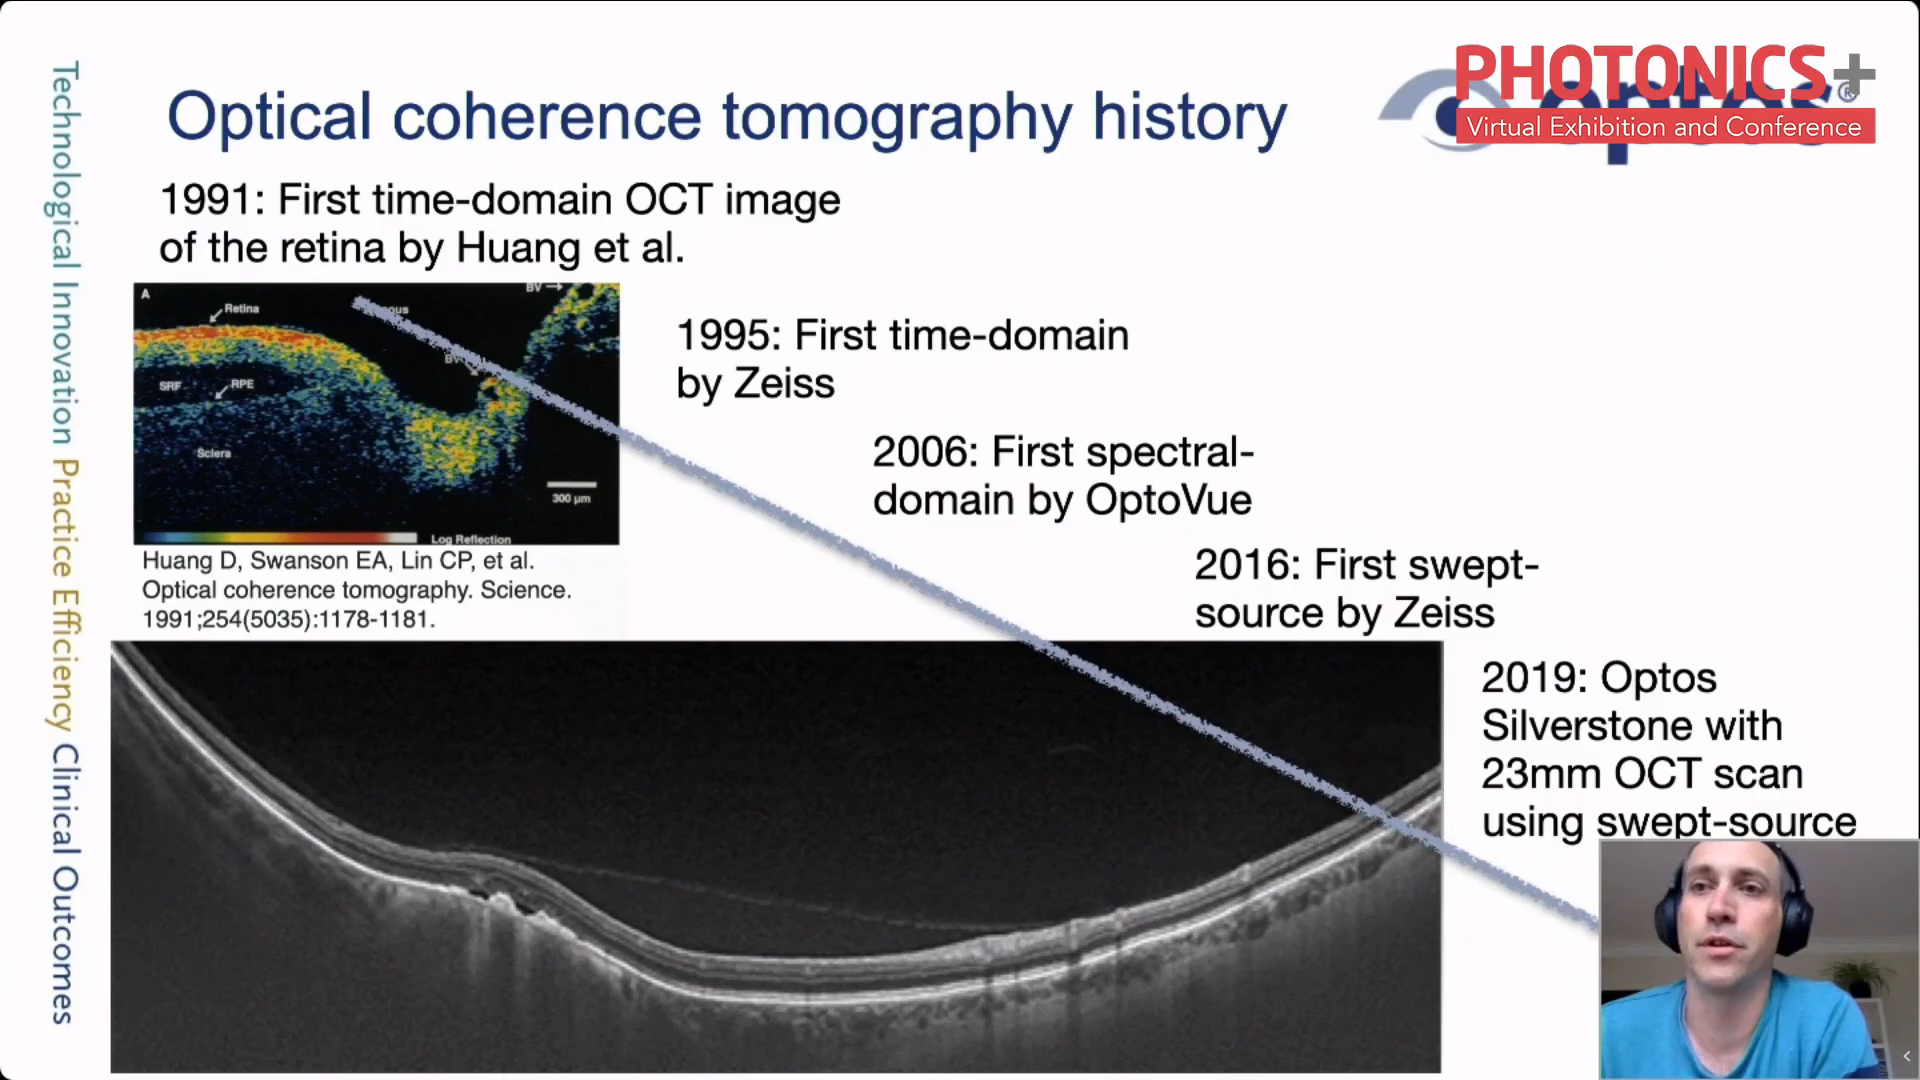 Technological Innovation Practice Efficiency Clinical Outcomes
Optical coherence tomography history
PHOTONICS+
Virtual Exhibition and Conference
optos®
1991: First time-domain OCT image
of the retina by Huang et al.
A
Retina
BV
BV
SRF
RPE
Sclera
300 µm
Log Reflection
Huang D, Swanson EA, Lin CP, et al.
Optical coherence tomography. Science.
1991;254(5035):1178-1181.
1995: First time-domain
by Zeiss
2006: First spectral-
domain by OptoVue
2016: First swept-
source by Zeiss
2019: Optos
Silverstone with
23mm OCT scan
using swept-source